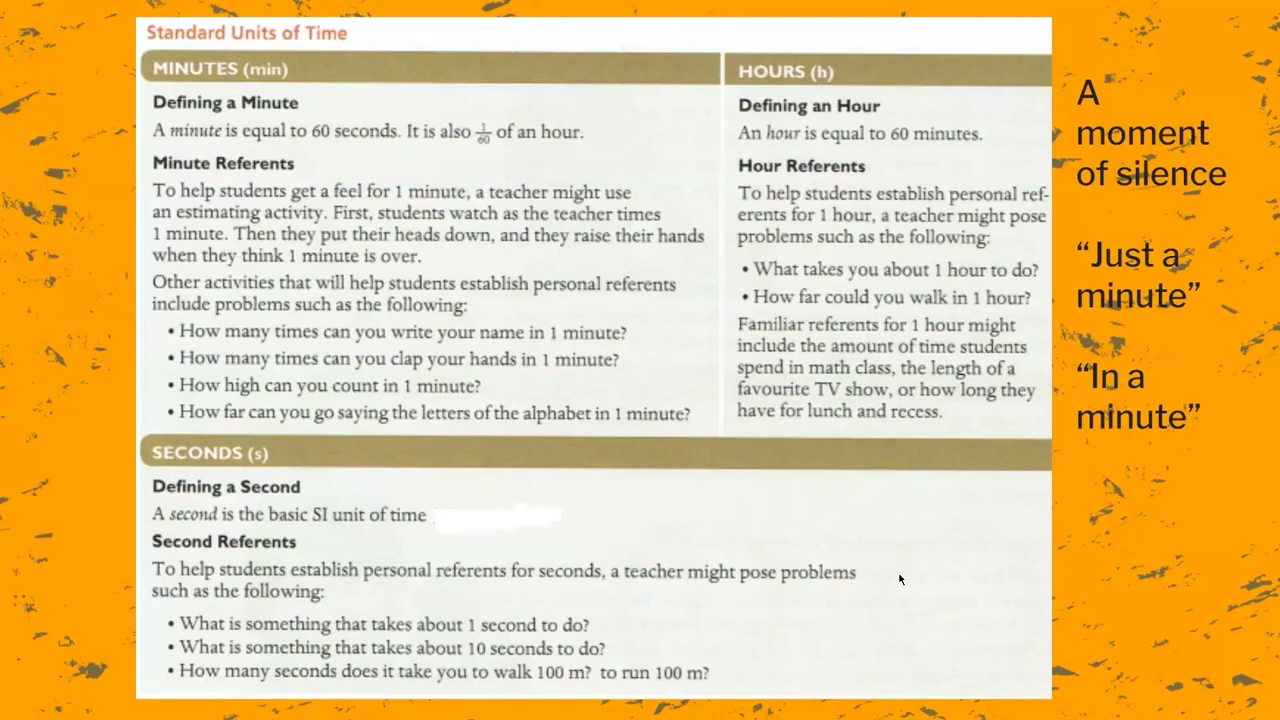 Standard Units of Time
MINUTES (min)
Defining a Minute
A minute is equal to 60 seconds. It is also 1/60 of an hour.
Minute Referents
To help students get a feel for 1 minute, a teacher might use
an estimating activity. First, students watch as the teacher times
1 minute. Then they put their heads down, and they raise their hands
when they think 1 minute is over.
Other activities that will help students establish personal referents
include problems such as the following:
• How many times can you write your name in 1 minute?
• How many times can you clap your hands in 1 minute?
• How high can you count in 1 minute?
• How far can you go saying the letters of the alphabet in 1 minute?
HOURS (h)
Defining an Hour
An hour is equal to 60 minutes.
Hour Referents
To help students establish personal ref-
erents for 1 hour, a teacher might pose
problems such as the following:
• What takes you about 1 hour to do?
• How far could you walk in 1 hour?
Familiar referents for 1 hour might
include the amount of time students
spend in math class, the length of a
favourite TV show, or how long they
have for lunch and recess.
SECONDS (s)
Defining a Second
A second is the basic SI unit of time
Second Referents
To help students establish personal referents for seconds, a teacher might pose problems
such as the following:
• What is something that takes about 1 second to do?
• What is something that takes about 10 seconds to do?
• How many seconds does it take you to walk 100 m? to run 100 m?
A
moment
of silence
“Just a
minute”
“In a
minute”